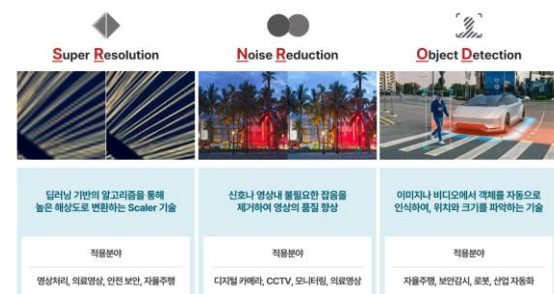 Super Resolution
딥러닝 기반의 알고리즘을 통해
높은 해상도로 변환하는 Scaler 기술
적용분야
영상처리, 의료영상, 안전 보안, 자율주행
Noise Reduction
신호나 영상내 불필요한 잡음을
제거하여 영상의 품질 향상
적용분야
디지털 카메라, CCTV, 모니터링, 의료영상
Object Detection
이미지나 비디오에서 객체를 자동으로
인식하여, 위치와 크기를 파악하는 기술
적용분야
자율주행, 보안감시, 로봇, 산업 자동화